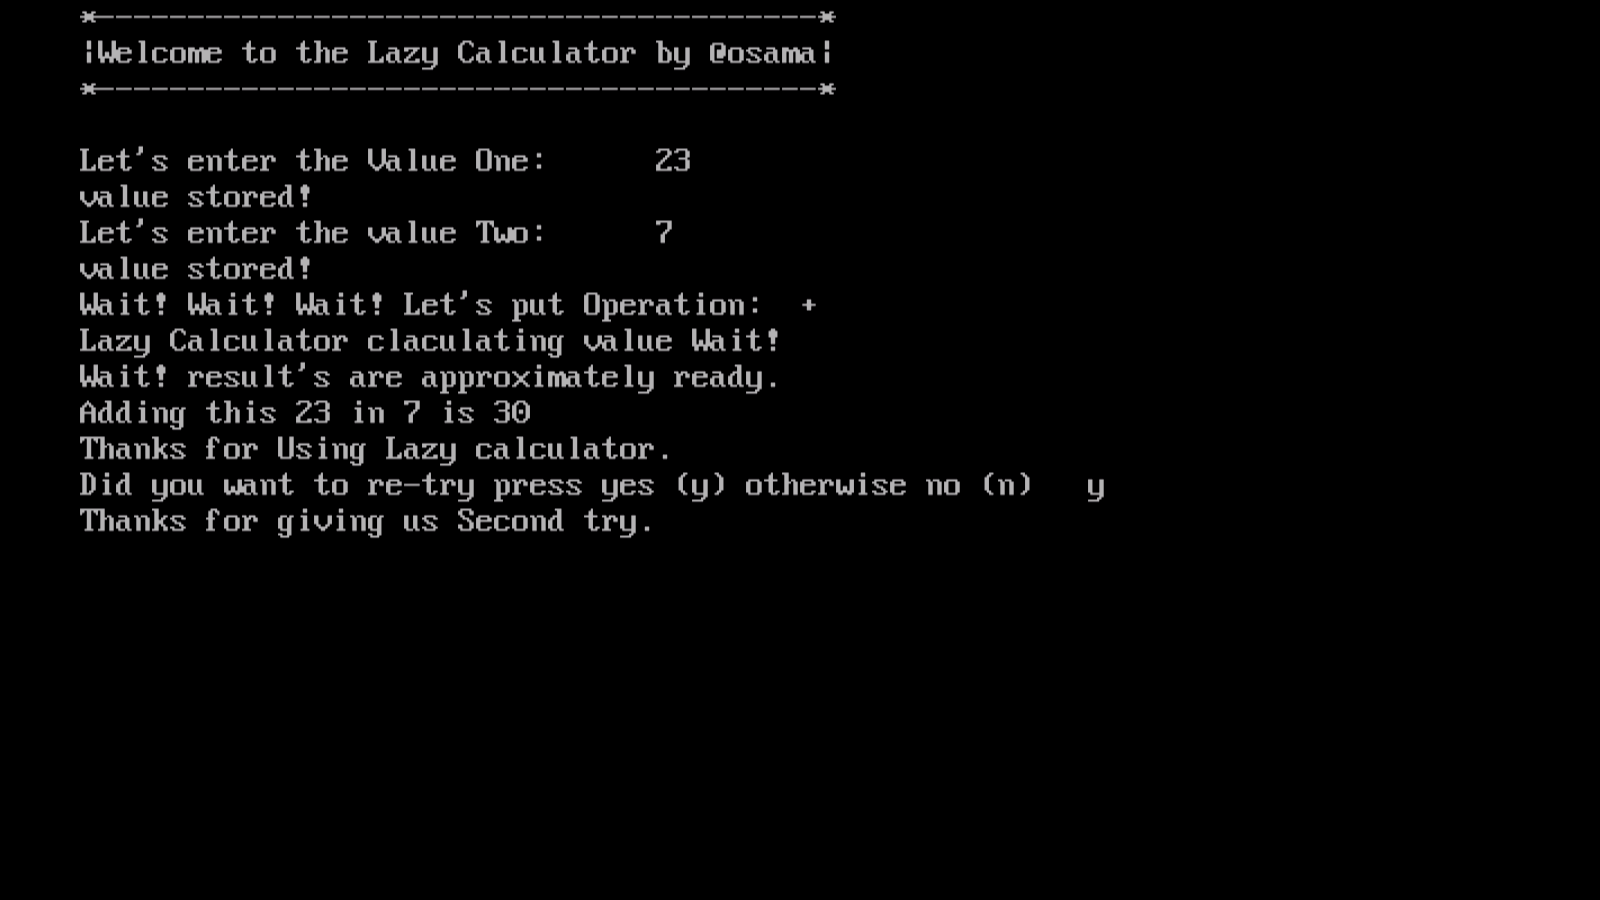 *----------------------------------------*
|Welcome to the Lazy Calculator by @osama|
*----------------------------------------*
Let's enter the Value One:      23
value stored!
Let's enter the value Two:      7
value stored!
Wait! Wait! Wait! Let's put Operation:  +
Lazy Calculator claculating value Wait!
Wait! result's are approximately ready.
Adding this 23 in 7 is 30
Thanks for Using Lazy calculator.
Did you want to re-try press yes (y) otherwise no (n)   y
Thanks for giving us Second try.